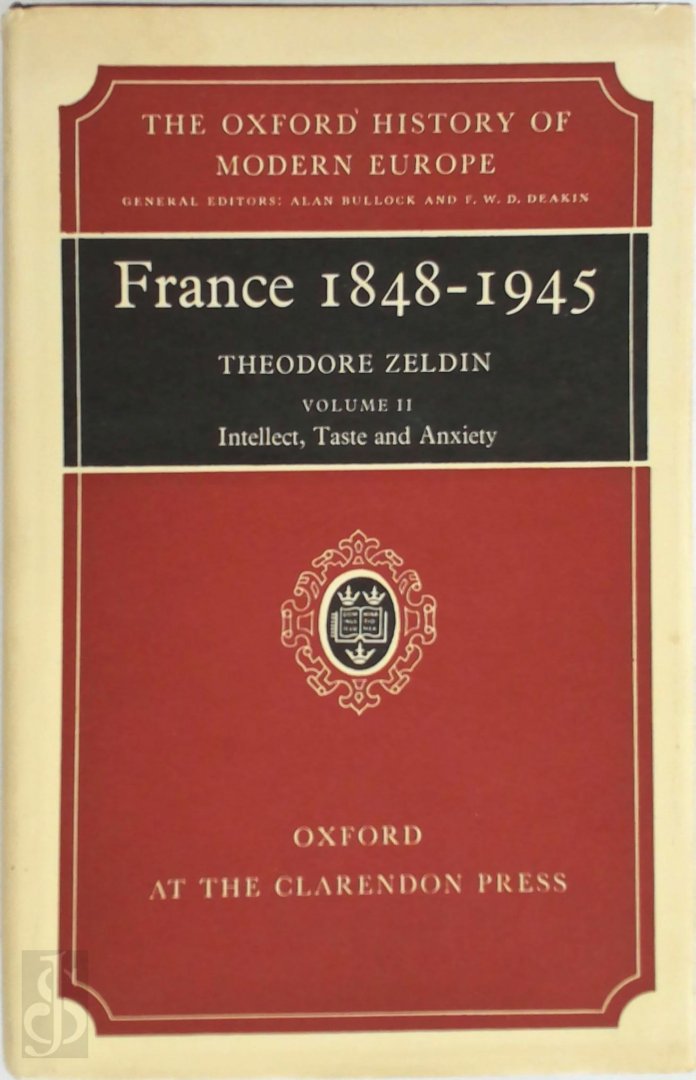 THE OXFORD HISTORY OF
MODERN EUROPE
GENERAL EDITORS: ALAN BULLOCK AND F. W. D. DEAKIN
France 1848-1945
THEODORE ZELDIN
VOLUME II
Intellect, Taste and Anxiety
OXFORD
AT THE CLARENDON PRESS